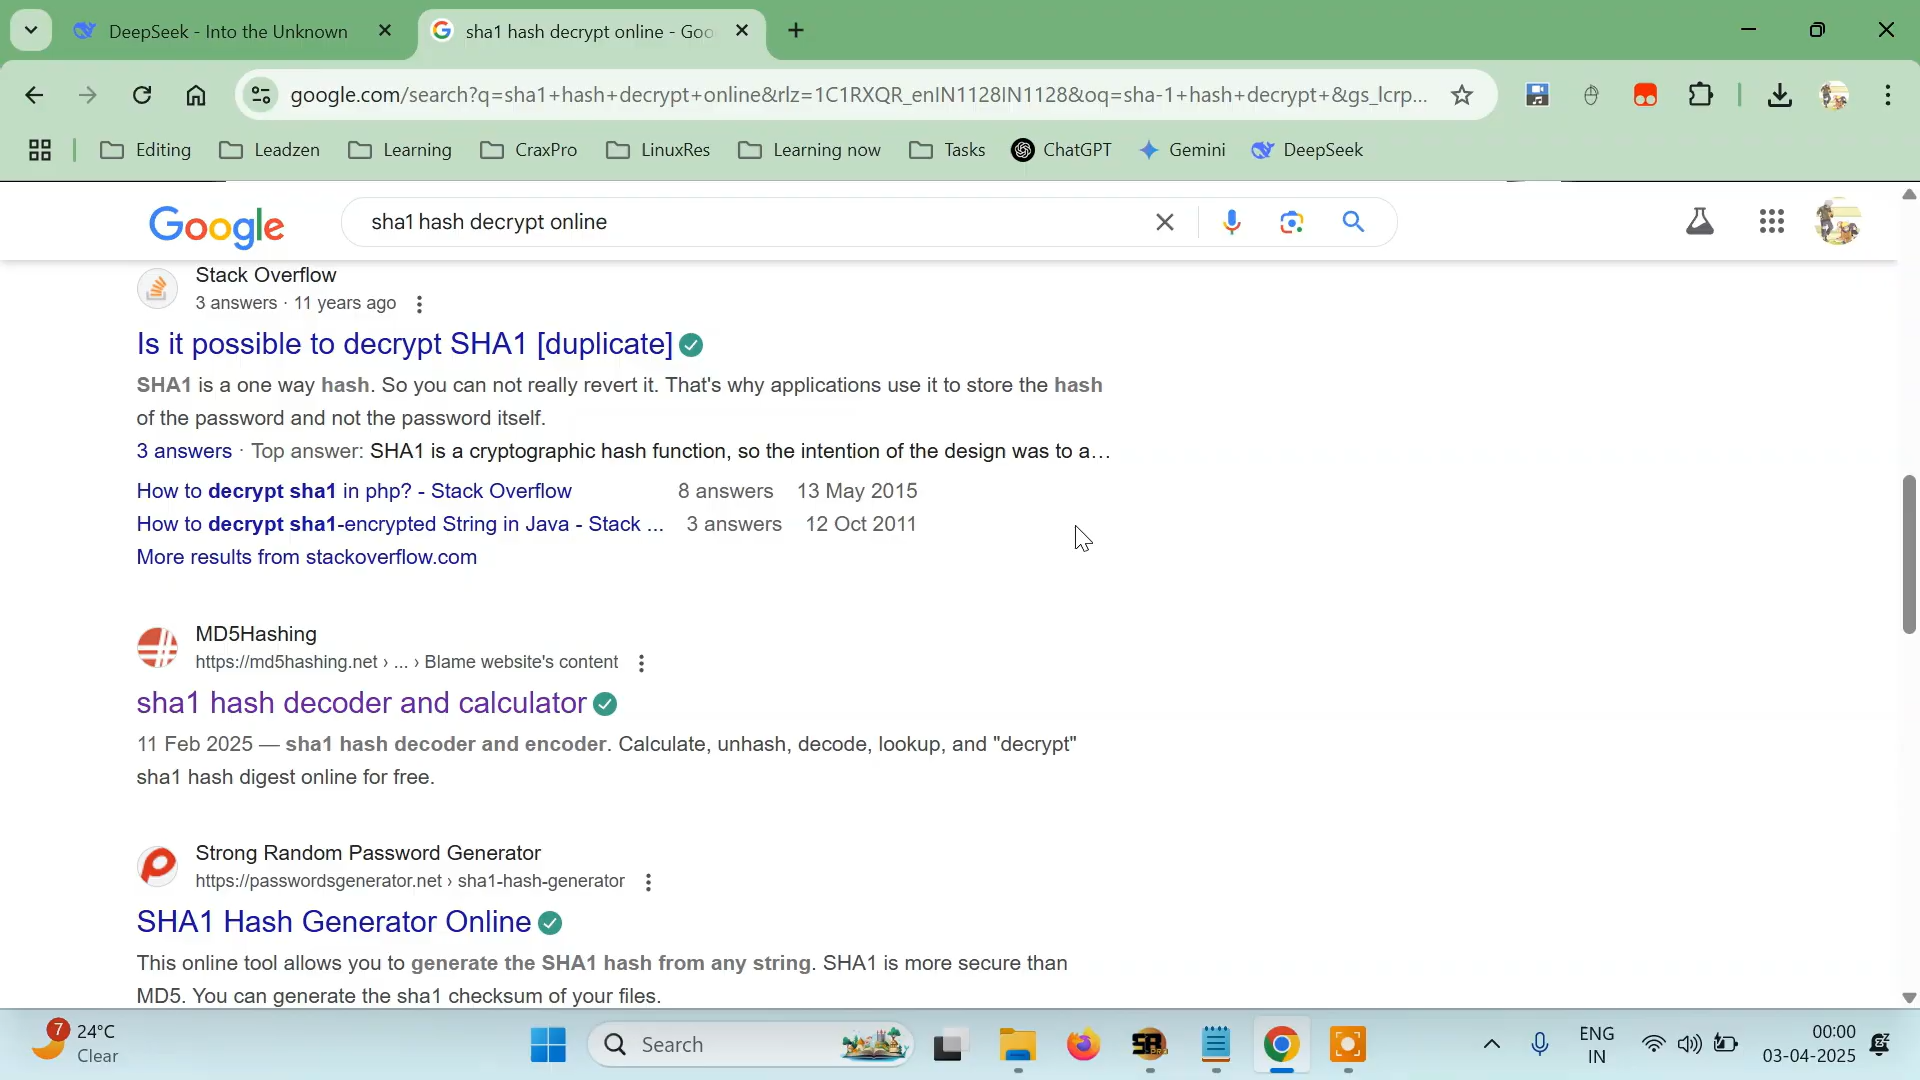 DeepSeek - Into the Unknown
sha1 hash decrypt online - Goo
google.com/search?q=sha1+hash+decrypt+online&rlz=1C1RXQR_enIN1128IN1128&oq=sha-1+hash+decrypt+&gs_lcrp...
Editing
Leadzen
Learning
CraxPro
LinuxRes
Learning now
Tasks
ChatGPT
Gemini
DeepSeek
Google
sha1 hash decrypt online
Stack Overflow
3 answers · 11 years ago
Is it possible to decrypt SHA1 [duplicate]
SHA1 is a one way hash. So you can not really revert it. That's why applications use it to store the hash
of the password and not the password itself.
3 answers · Top answer: SHA1 is a cryptographic hash function, so the intention of the design was to a...
How to decrypt sha1 in php? - Stack Overflow 8 answers 13 May 2015
How to decrypt sha1-encrypted String in Java - Stack ... 3 answers 12 Oct 2011
More results from stackoverflow.com
MD5Hashing
https://md5hashing.net › ... › Blame website's content
sha1 hash decoder and calculator
11 Feb 2025 — sha1 hash decoder and encoder. Calculate, unhash, decode, lookup, and "decrypt"
sha1 hash digest online for free.
Strong Random Password Generator
https://passwordsgenerator.net › sha1-hash-generator
SHA1 Hash Generator Online
This online tool allows you to generate the SHA1 hash from any string. SHA1 is more secure than
MD5. You can generate the sha1 checksum of your files.
7
24°C
Clear
Search
ENG
IN
00:00
03-04-2025